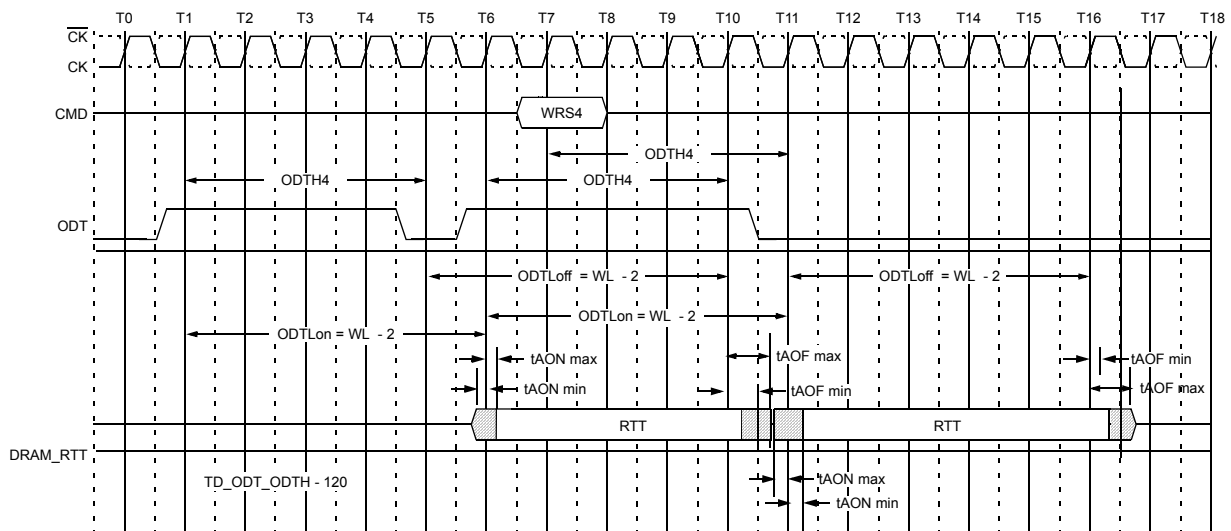 T0 T1 T2 T3 T4 T5 T6 T7 T8 T9 T10 T11 T12 T13 T14 T15 T16 T17 T18
CK
CK
CMD
WRS4
ODTH4
ODTH4
ODTH4
ODT
ODTLoff = WL - 2
ODTLoff = WL - 2
ODTLon = WL - 2
ODTLon = WL - 2
tAON max
tAOF max
tAOF min
tAON min
tAOF min
tAOF max
RTT
RTT
DRAM_RTT
TD_ODT_ODTH - 120
tAON max
tAON min